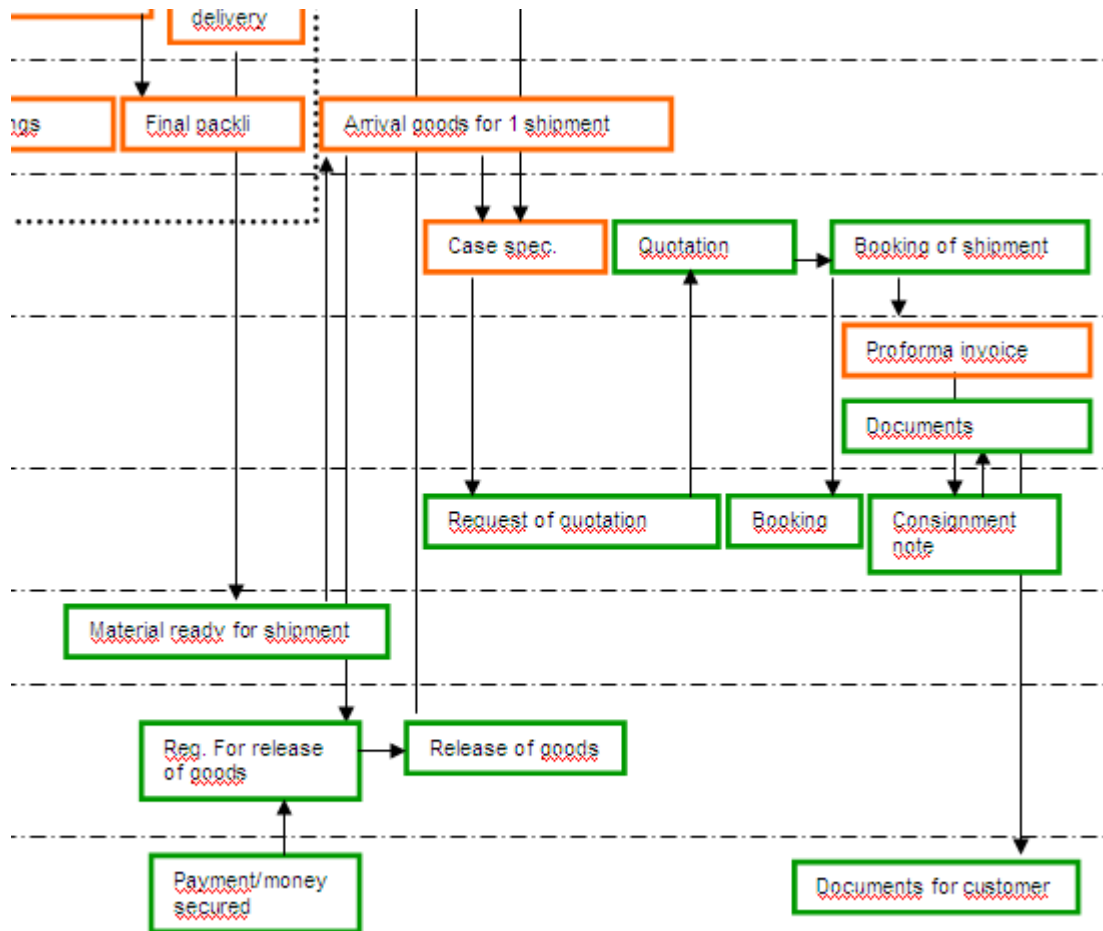 delivery
ngs
Final packli
Arrival goods for 1 shipment
Case spec.
Quotation
Booking of shipment
Proforma invoice
Documents
Request of quotation
Booking
Consignment
note
Material ready for shipment
Req. For release
of goods
Release of goods
Payment/money
secured
Documents for customer